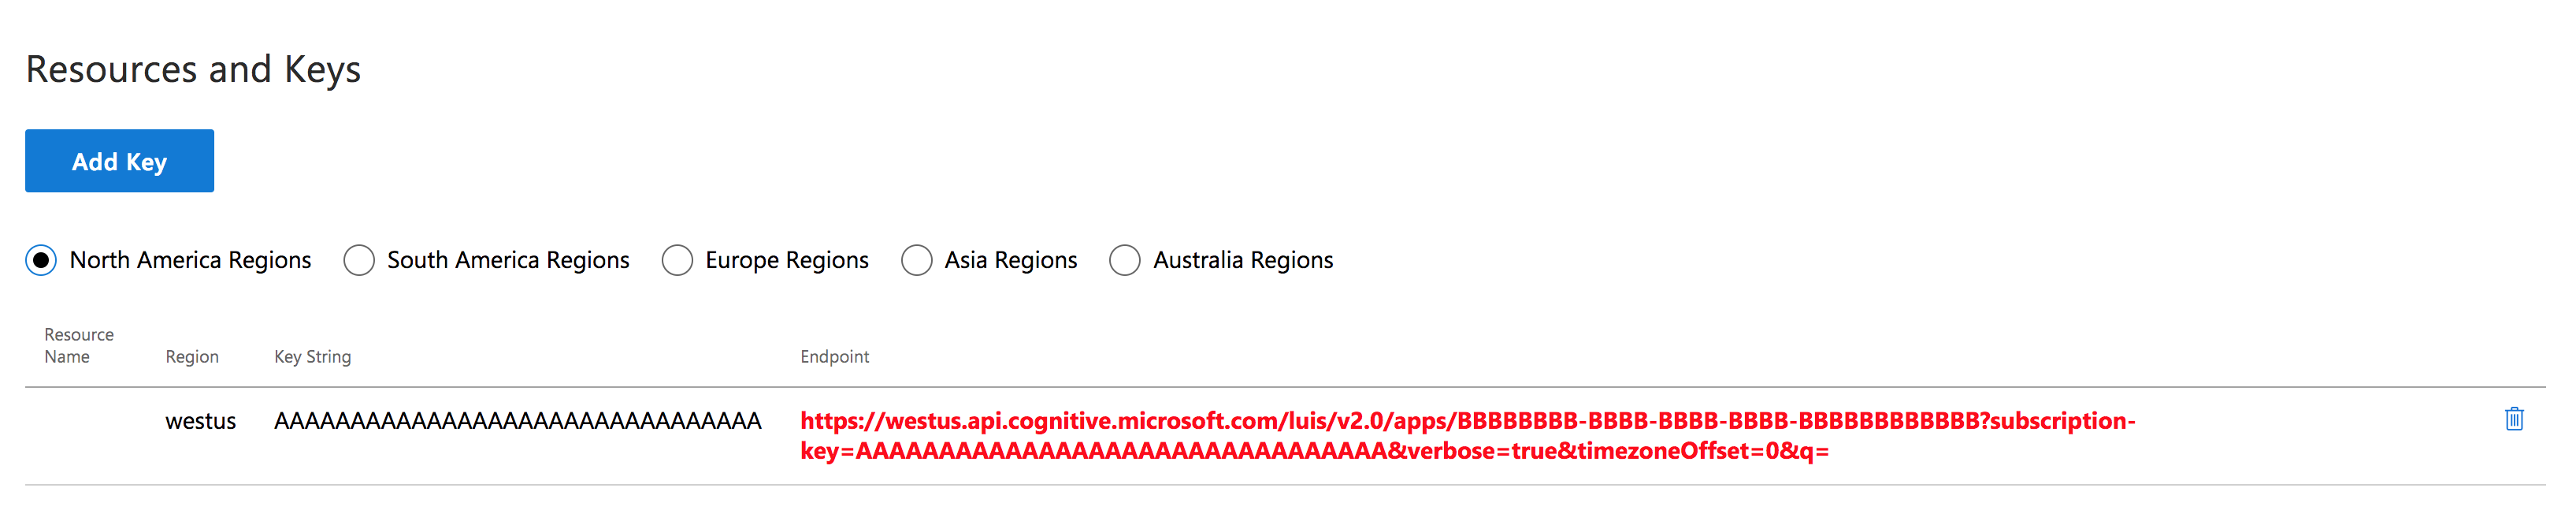 Resources and Keys
Add Key
North America Regions South America Regions Europe Regions Asia Regions Australia Regions
Resource
Name Region Key String Endpoint
westus AAAAAAAAAAAAAAAAAAAAAAAAAAAAAAAA https://westus.api.cognitive.microsoft.com/luis/v2.0/apps/BBBBBBBB-BBBB-BBBB-BBBB-BBBBBBBBBBBB?subscription-
key=AAAAAAAAAAAAAAAAAAAAAAAAAAAAAAAA&verbose=true&timezoneOffset=0&q=